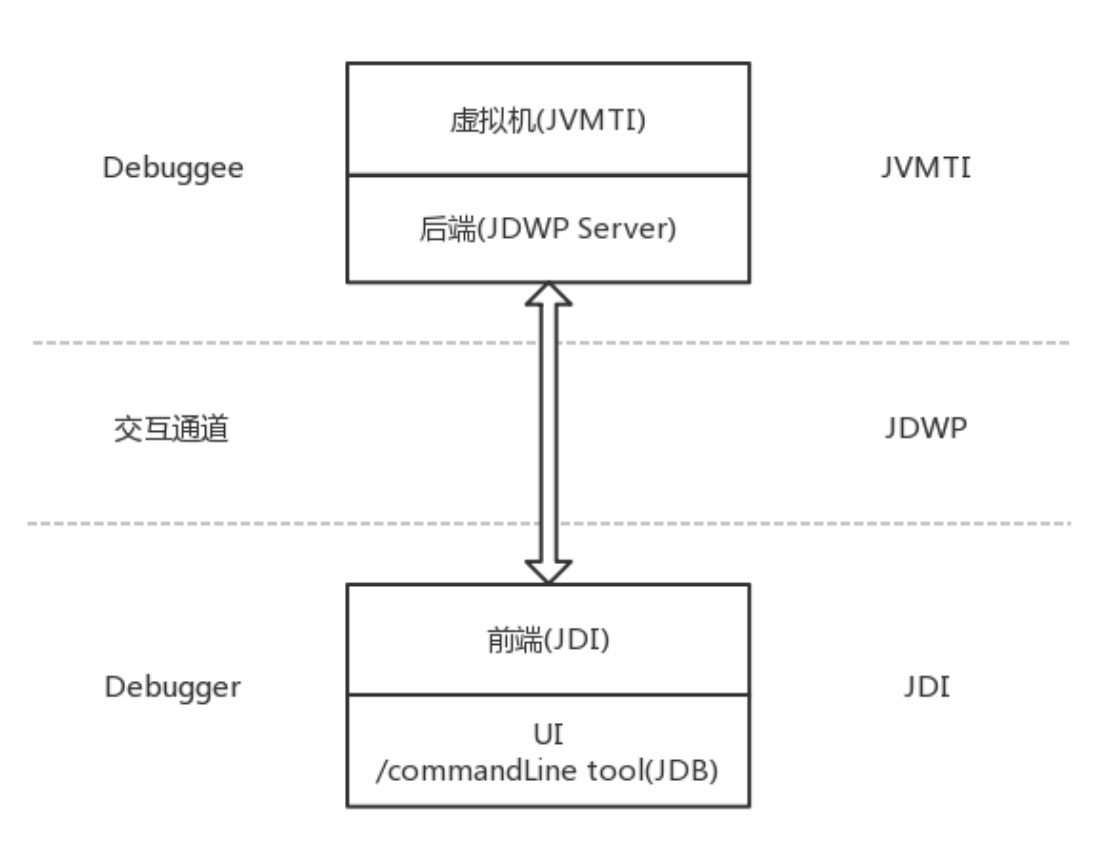 虚拟机(JVMTI)
Debuggee
JVMTI
后端(JDWP Server)
交互通道
JDWP
前端(JDI)
Debugger
JDI
UI
/commandLine tool(JDB)